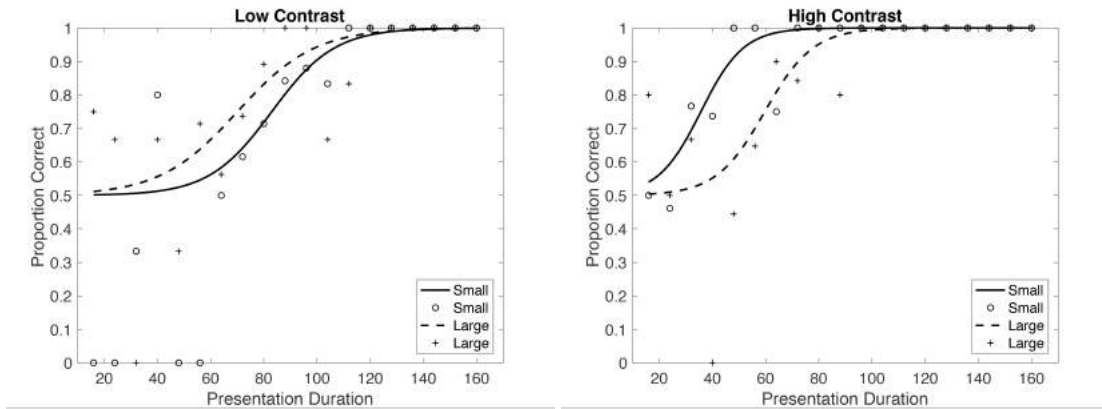 Low Contrast
1
0.9
0.8
0.7
0.6
0.5
0.4
0.3
0.2
0.1
0
Proportion Correct
20 40 60 80 100 120 140 160
Presentation Duration
Small
Small
Large
Large
High Contrast
1
0.9
0.8
0.7
0.6
0.5
0.4
0.3
0.2
0.1
0
Proportion Correct
20 40 60 80 100 120 140 160
Presentation Duration
Small
Small
Large
Large